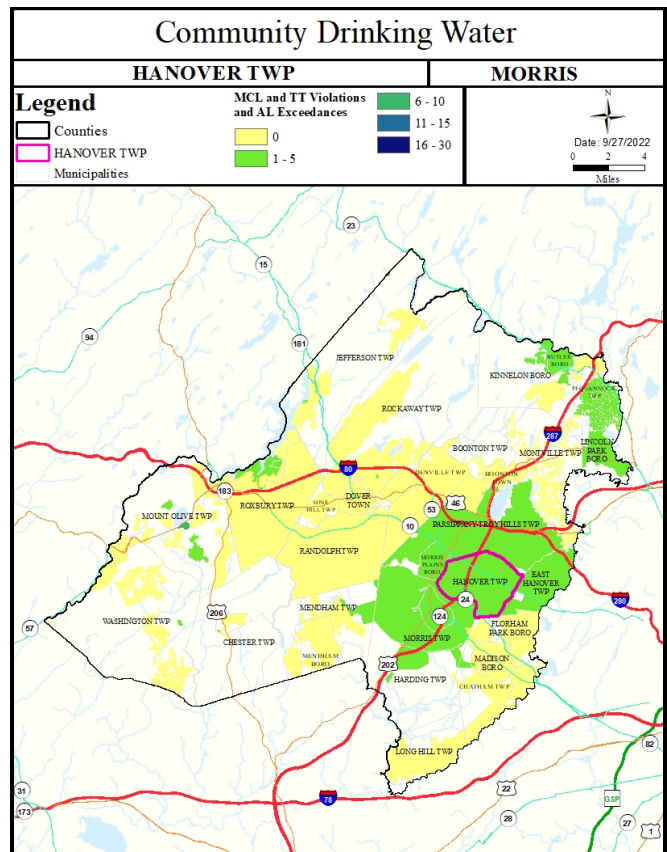 Community Drinking Water
HANOVER TWP
MORRIS
Legend
Counties
HANOVER TWP
Municipalities
MCL and TT Violations
and AL Exceedances
0
1 - 5
6 - 10
11 - 15
16 - 30
N
Date: 9/27/2022
0 2 4
Miles
23
15
94
181
JEFFERSON TWP
KINNELON BORO
BUTLER
BORO
PEQUANNOCK
TWP
ROCKAWAY TWP
287
LINCOLN
PARK
BORO
BOONTON TWP
MONTVILLE TWP
80
DENVILLE TWP
BOONTON
TOWN
183
MOUNT OLIVE TWP
ROXBURY TWP
MINE
HILL TWP
DOVER
TOWN
53
46
10
PARSIPPANY-TROY HILLS TWP
RANDOLPH TWP
MORRIS
PLAINS
BORO
HANOVER TWP
EAST
HANOVER
TWP
24
280
57
WASHINGTON TWP
206
MENDHAM TWP
124
FLORHAM
PARK BORO
CHESTER TWP
MORRIS TWP
MENDHAM
BORO
202
MADISON
BORO
HARDING TWP
CHATHAM TWP
LONG HILL TWP
82
31
173
78
22
GSP
28
27
1